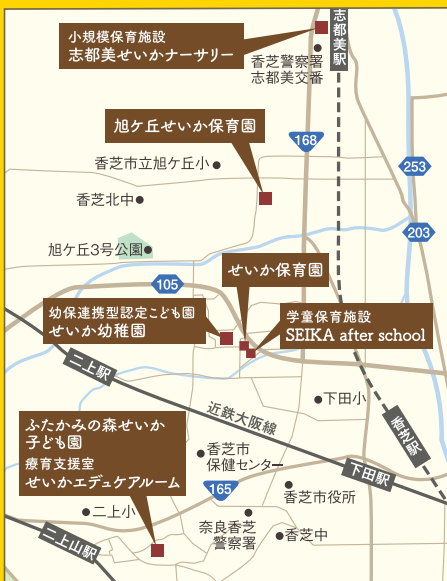 小規模保育施設
志都美せいかナーサリー
志都美駅
香芝警察署
志都美交番
旭ケ丘せいか保育園
168
香芝市立旭ケ丘小
253
香芝北中
203
旭ケ丘3号公園
せいか保育園
105
幼保連携型認定こども園
せいか幼稚園
学童保育施設
SEIKA after school
二上駅
近鉄大阪線
下田小
香芝駅
ふたかみの森せいか
子ども園
療育支援室
せいかエデュケアルーム
香芝市
保健センター
下田駅
165
香芝市役所
二上小
奈良香芝
警察署
香芝中
二上山駅